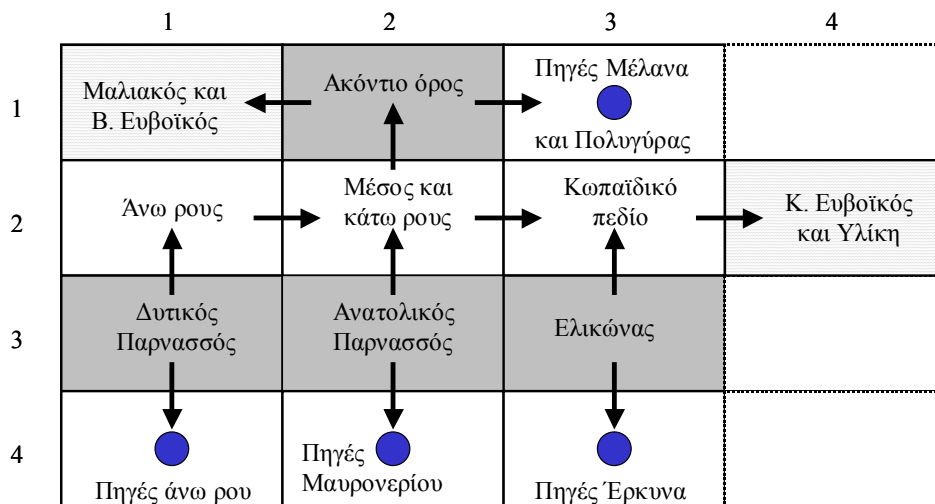 1 2 3 4
1
Μαλιακός και
Β. Ευβοϊκός
Ακόντιο όρος
Πηγές Μέλανα
και Πολυγύρας
2
Άνω ρους
Μέσος και
κάτω ρους
Κωπαϊδικό
πεδίο
Κ. Ευβοϊκός
και Υλίκη
3
Δυτικός
Παρνασσός
Ανατολικός
Παρνασσός
Ελικώνας
4
Πηγές άνω ρου
Πηγές
Μαυρονερίου
Πηγές Έρκυνα